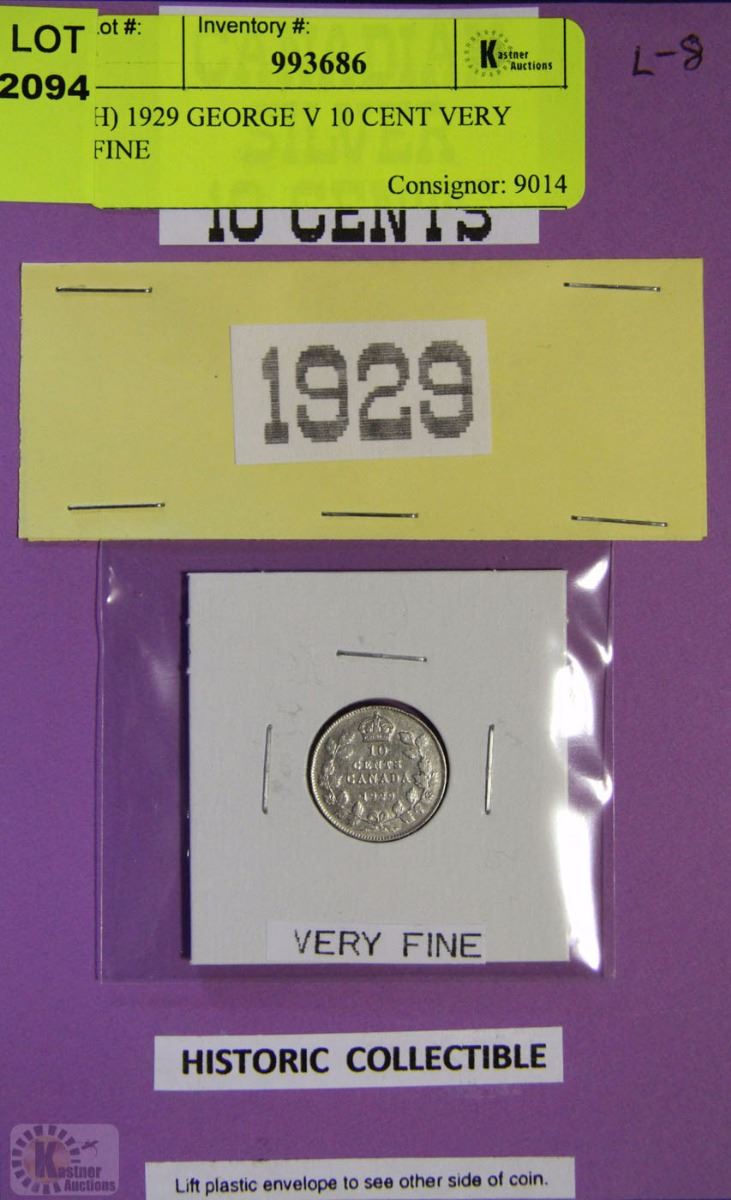 LOT
2094
Lot #:
Inventory #:
993686
Kastner
Auctions
L-8
H) 1929 GEORGE V 10 CENT VERY
FINE
Consignor: 9014
10 CENTS
1929
10
CENTS
CANADA
1929
VERY FINE
HISTORIC COLLECTIBLE
Lift plastic envelope to see other side of coin.
Kastner
Auctions